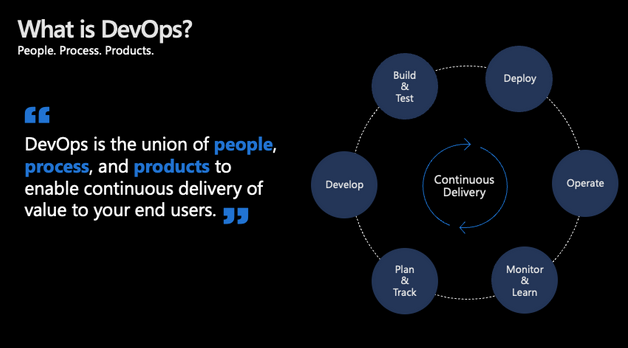 What is DevOps?
People. Process. Products.
“
DevOps is the union of people,
process, and products to
enable continuous delivery of
value to your end users. ”
Build
&
Test
Deploy
Develop
Continuous
Delivery
Operate
Plan
&
Track
Monitor
&
Learn